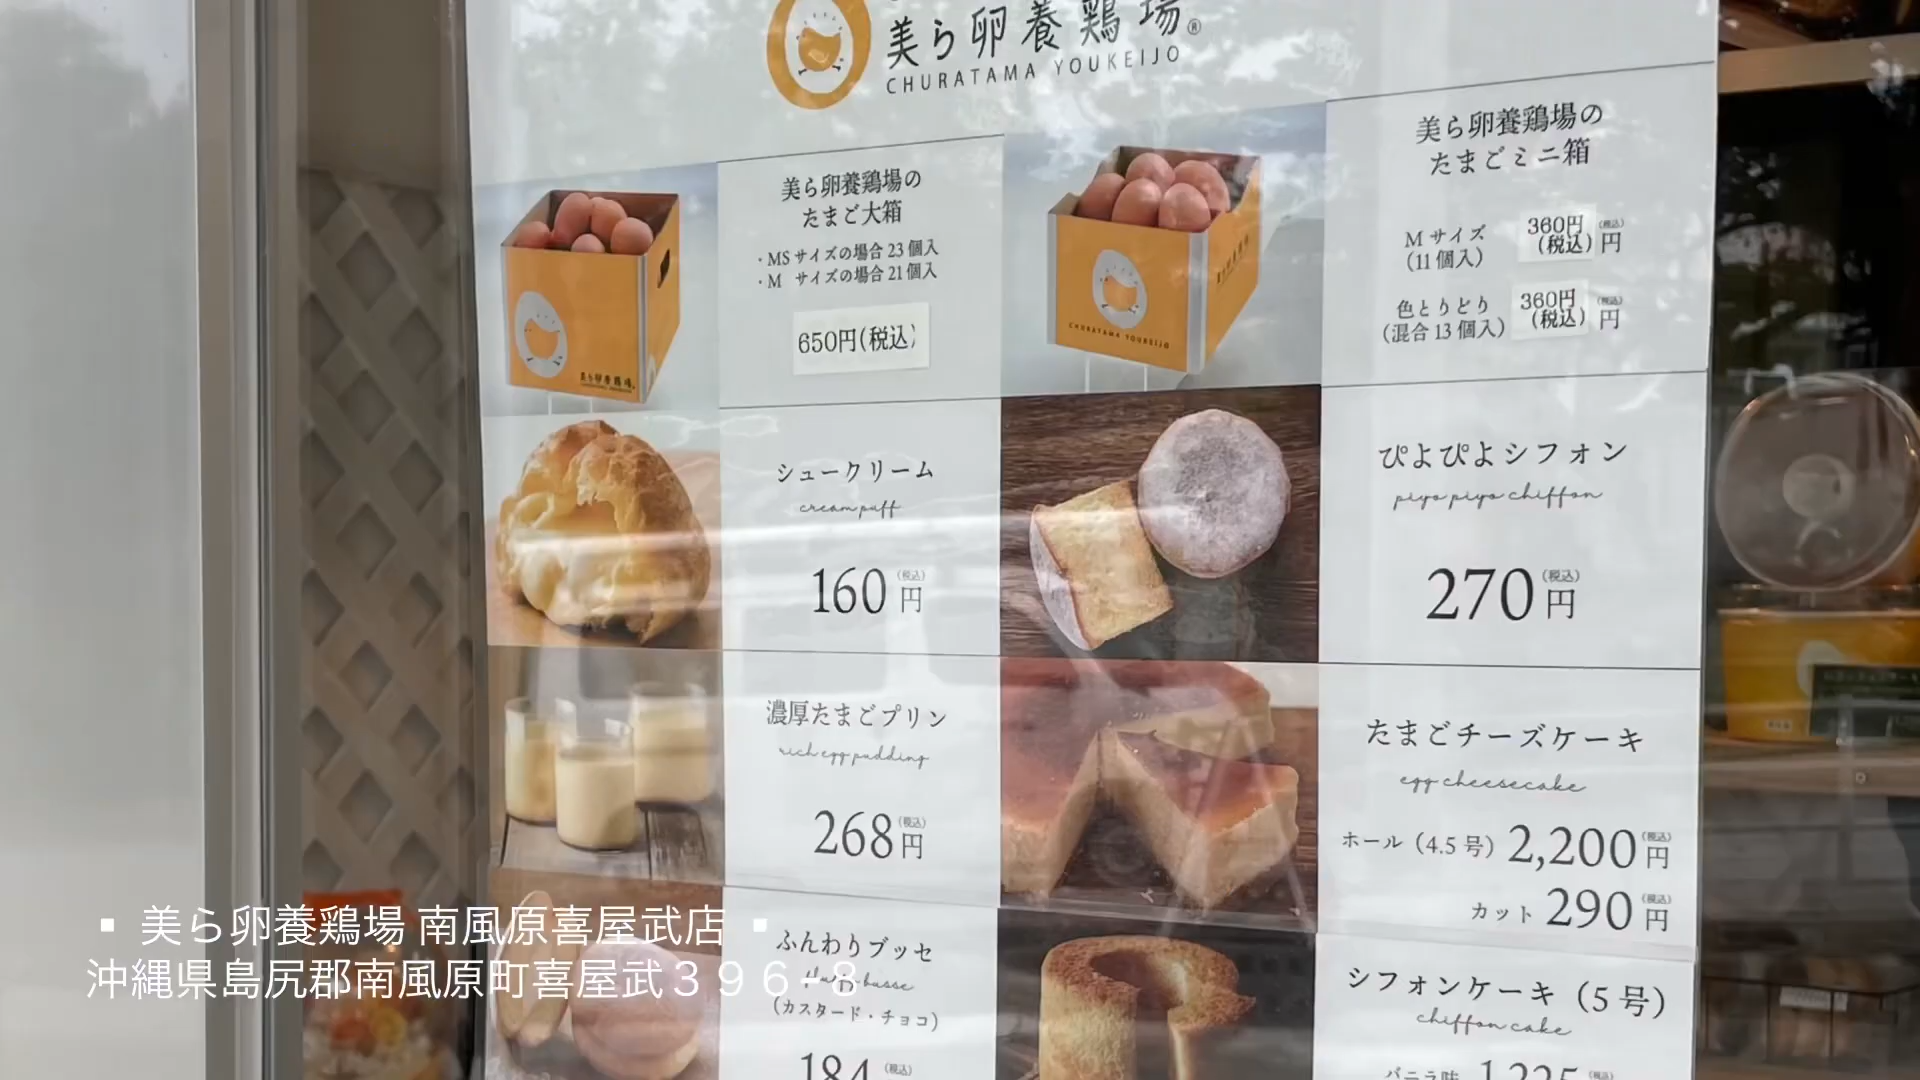 美ら卵養鶏場®
CHURATAMA YOUKEIJO
美ら卵養鶏場の
たまご大箱
・MSサイズの場合23個入
・M サイズの場合21個入
650円(税込)
美ら卵養鶏場の
たまごミニ箱
Mサイズ
(11個入)
360円
(税込)
(税込)
円
色とりどり
(混合13個入)
360円
(税込)
(税込)
円
CHURATAMA YOUKEIJO
美ら卵養鶏場
シュークリーム
cream puff
160円(税込)
ぴよぴよシフォン
piyo piyo chiffon
270円(税込)
濃厚たまごプリン
rich egg pudding
268円(税込)
たまごチーズケーキ
egg cheesecake
ホール(4.5号) 2,200円(税込)
カット 290円(税込)
ふんわりブッセ
(カスタード・チョコ)
184(税込)
シフォンケーキ(5号)
chiffon cake
バニラ味
▪ 美ら卵養鶏場 南風原喜屋武店 ▪
沖縄県島尻郡南風原町喜屋武396-8